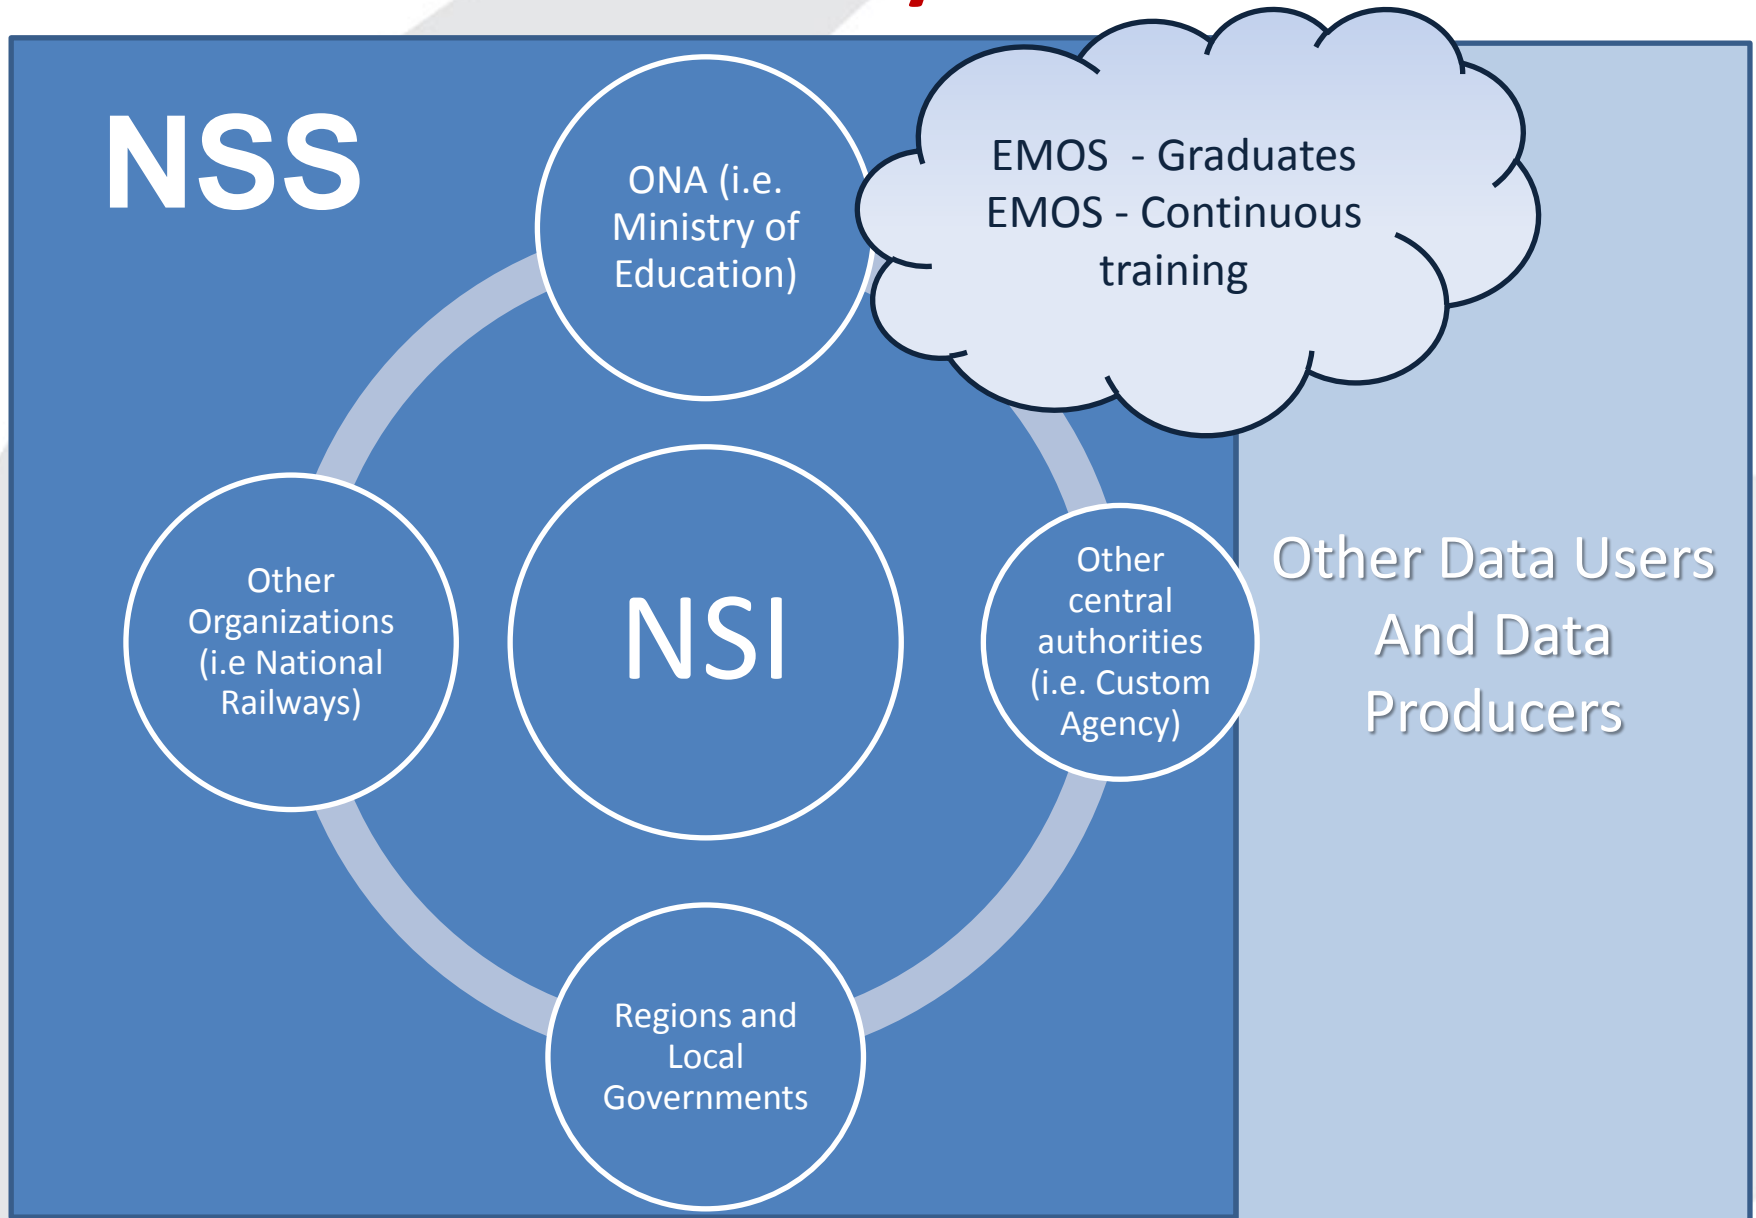 NSS
ONA (i.e.
Ministry of
Education)
EMOS  - Graduates
EMOS - Continuous
training
Other
Organizations
(i.e National
Railways)
NSI
Other
central
authorities
(i.e. Custom
Agency)
Other Data Users
And Data
Producers
Regions and
Local
Governments